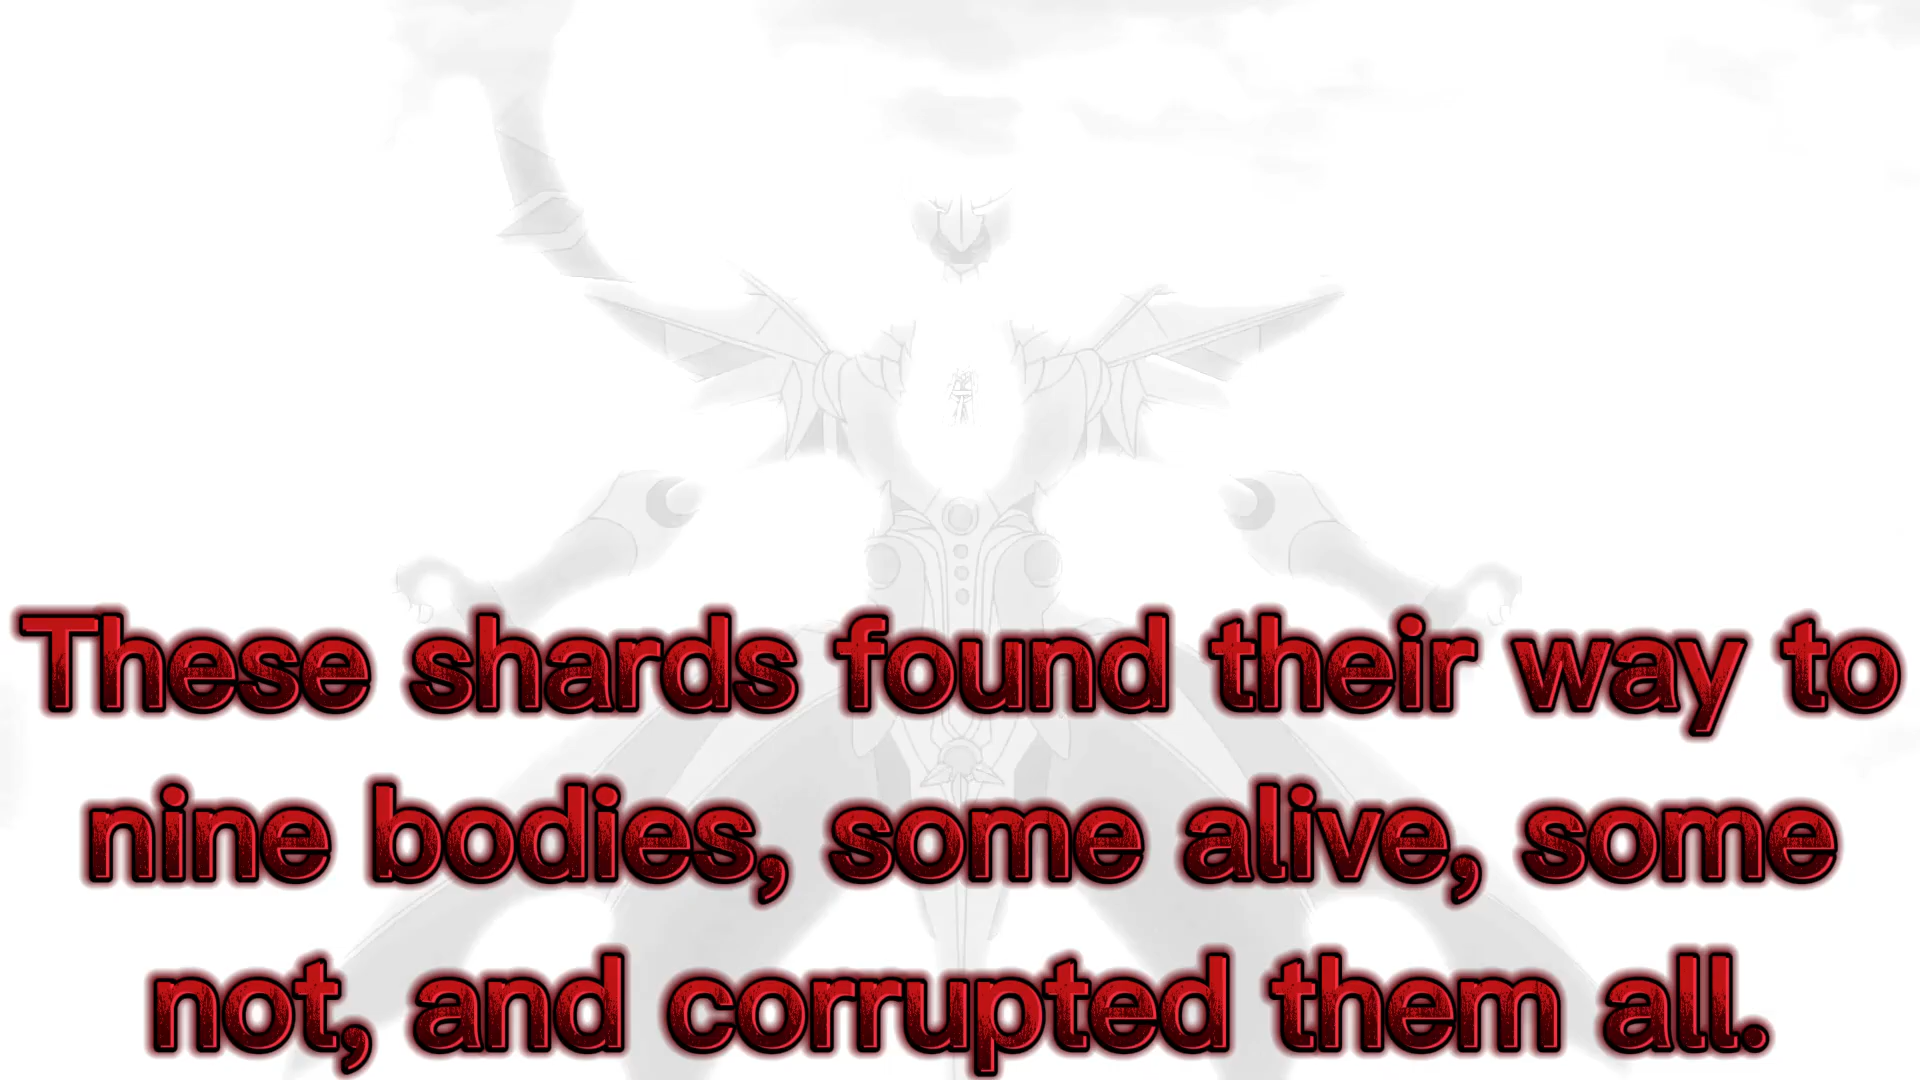 These shards found their way to
nine bodies, some alive, some
not, and corrupted them all.